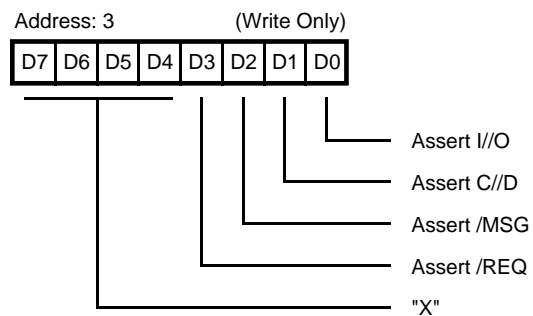 Address: 3 (Write Only)
D7 D6 D5 D4 D3 D2 D1 D0
Assert I//O
Assert C//D
Assert /MSG
Assert /REQ
"X"